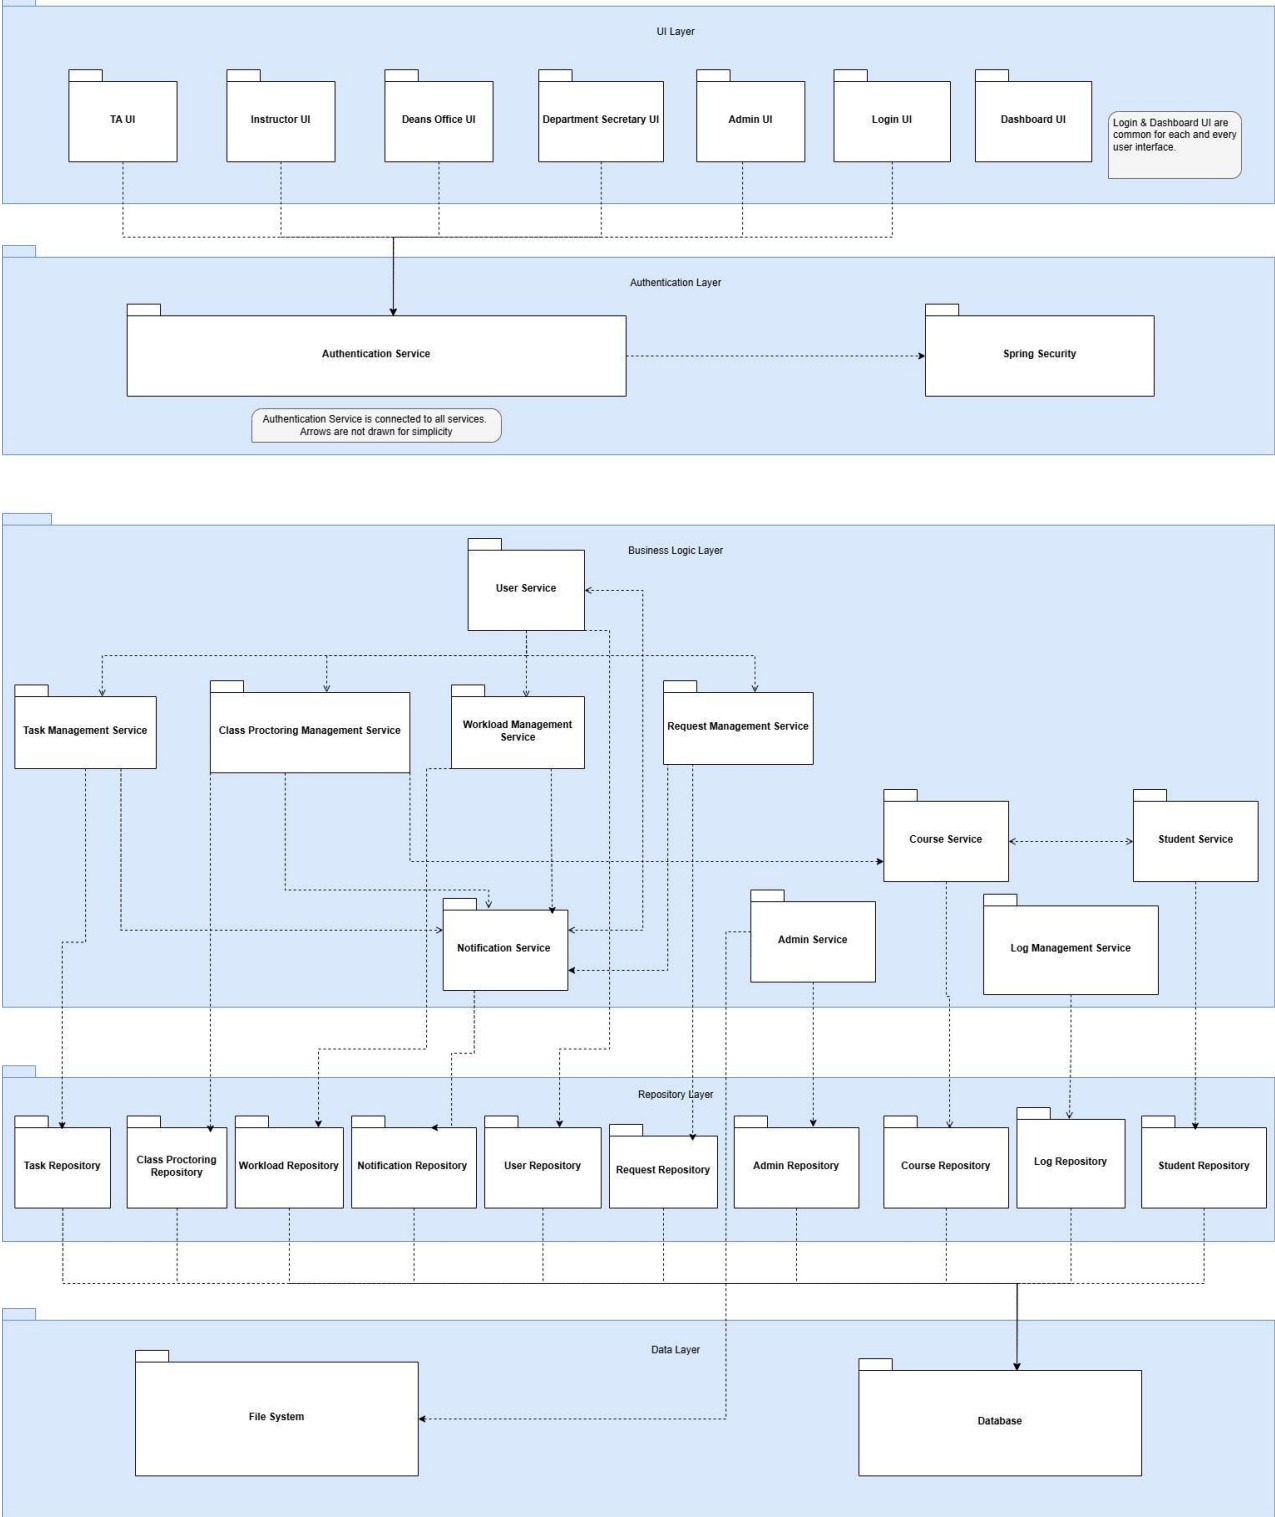 UI Layer
TA UI
Instructor UI
Deans Office UI
Department Secretary UI
Admin UI
Login UI
Dashboard UI
Login & Dashboard UI are
common for each and every
user interface.
Authentication Layer
Authentication Service
Spring Security
Authentication Service is connected to all services.
Arrows are not drawn for simplicity
Business Logic Layer
User Service
Task Management Service
Class Proctoring Management Service
Workload Management
Service
Request Management Service
Course Service
Student Service
Notification Service
Admin Service
Log Management Service
Repository Layer
Task Repository
Class Proctoring
Repository
Workload Repository
Notification Repository
User Repository
Request Repository
Admin Repository
Course Repository
Log Repository
Student Repository
Data Layer
File System
Database